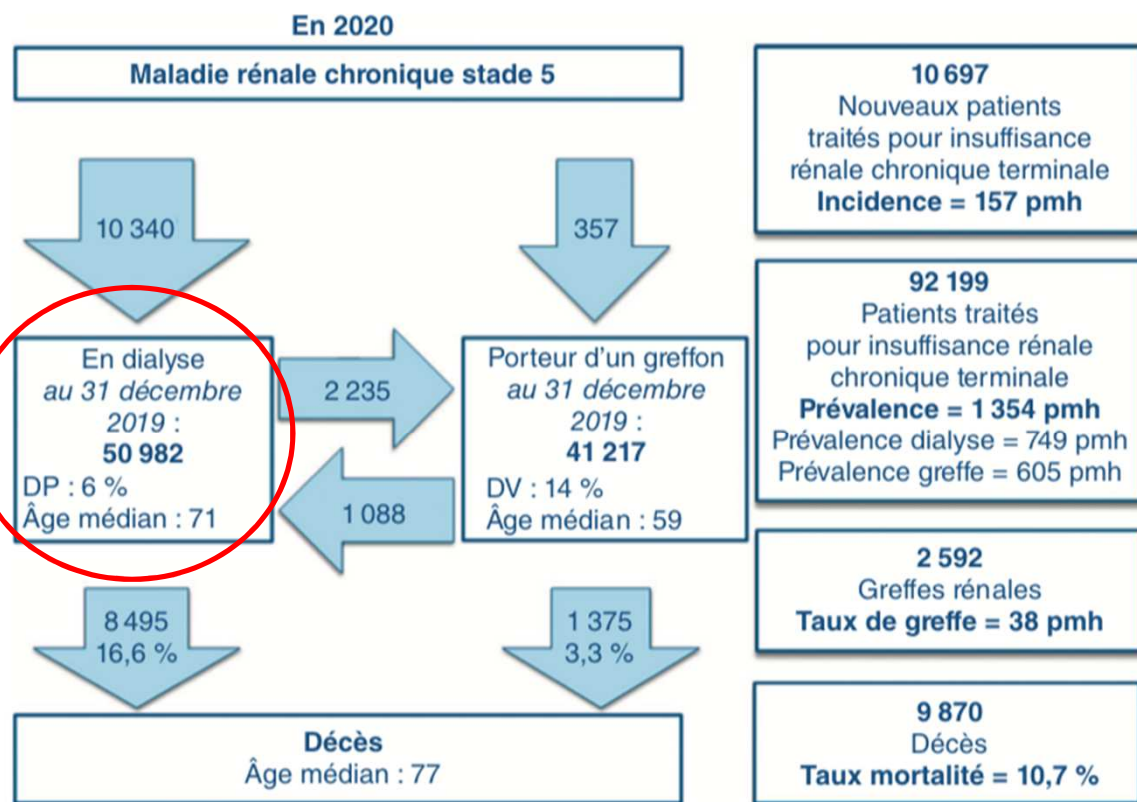 En 2020
Maladie rénale chronique stade 5
10 340
357
En dialyse
au 31 décembre
2019 :
50 982
DP : 6 %
Âge médian : 71
2 235
1 088
Porteur d'un greffon
au 31 décembre
2019 :
41 217
DV : 14 %
Âge médian : 59
8 495
16,6 %
1 375
3,3 %
Décès
Âge médian : 77
10 697
Nouveaux patients
traités pour insuffisance
rénale chronique terminale
Incidence = 157 pmh
92 199
Patients traités
pour insuffisance rénale
chronique terminale
Prévalence = 1 354 pmh
Prévalence dialyse = 749 pmh
Prévalence greffe = 605 pmh
2 592
Greffes rénales
Taux de greffe = 38 pmh
9 870
Décès
Taux mortalité = 10,7 %